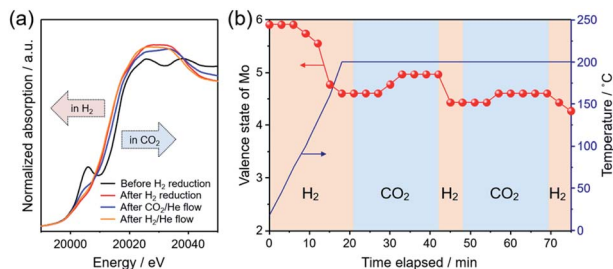 (a)
Normalized absorption / a.u.
in H2
in CO2
Before H2 reduction
After H2 reduction
After CO2/He flow
After H2/He flow
20000 20020 20040
Energy / eV
(b)
Valence state of Mo
6
5
4
3
2
H2 CO2 H2 CO2 H2
0 10 20 30 40 50 60 70
Time elapsed / min
250
200
150
100
50
0
Temperature / °C